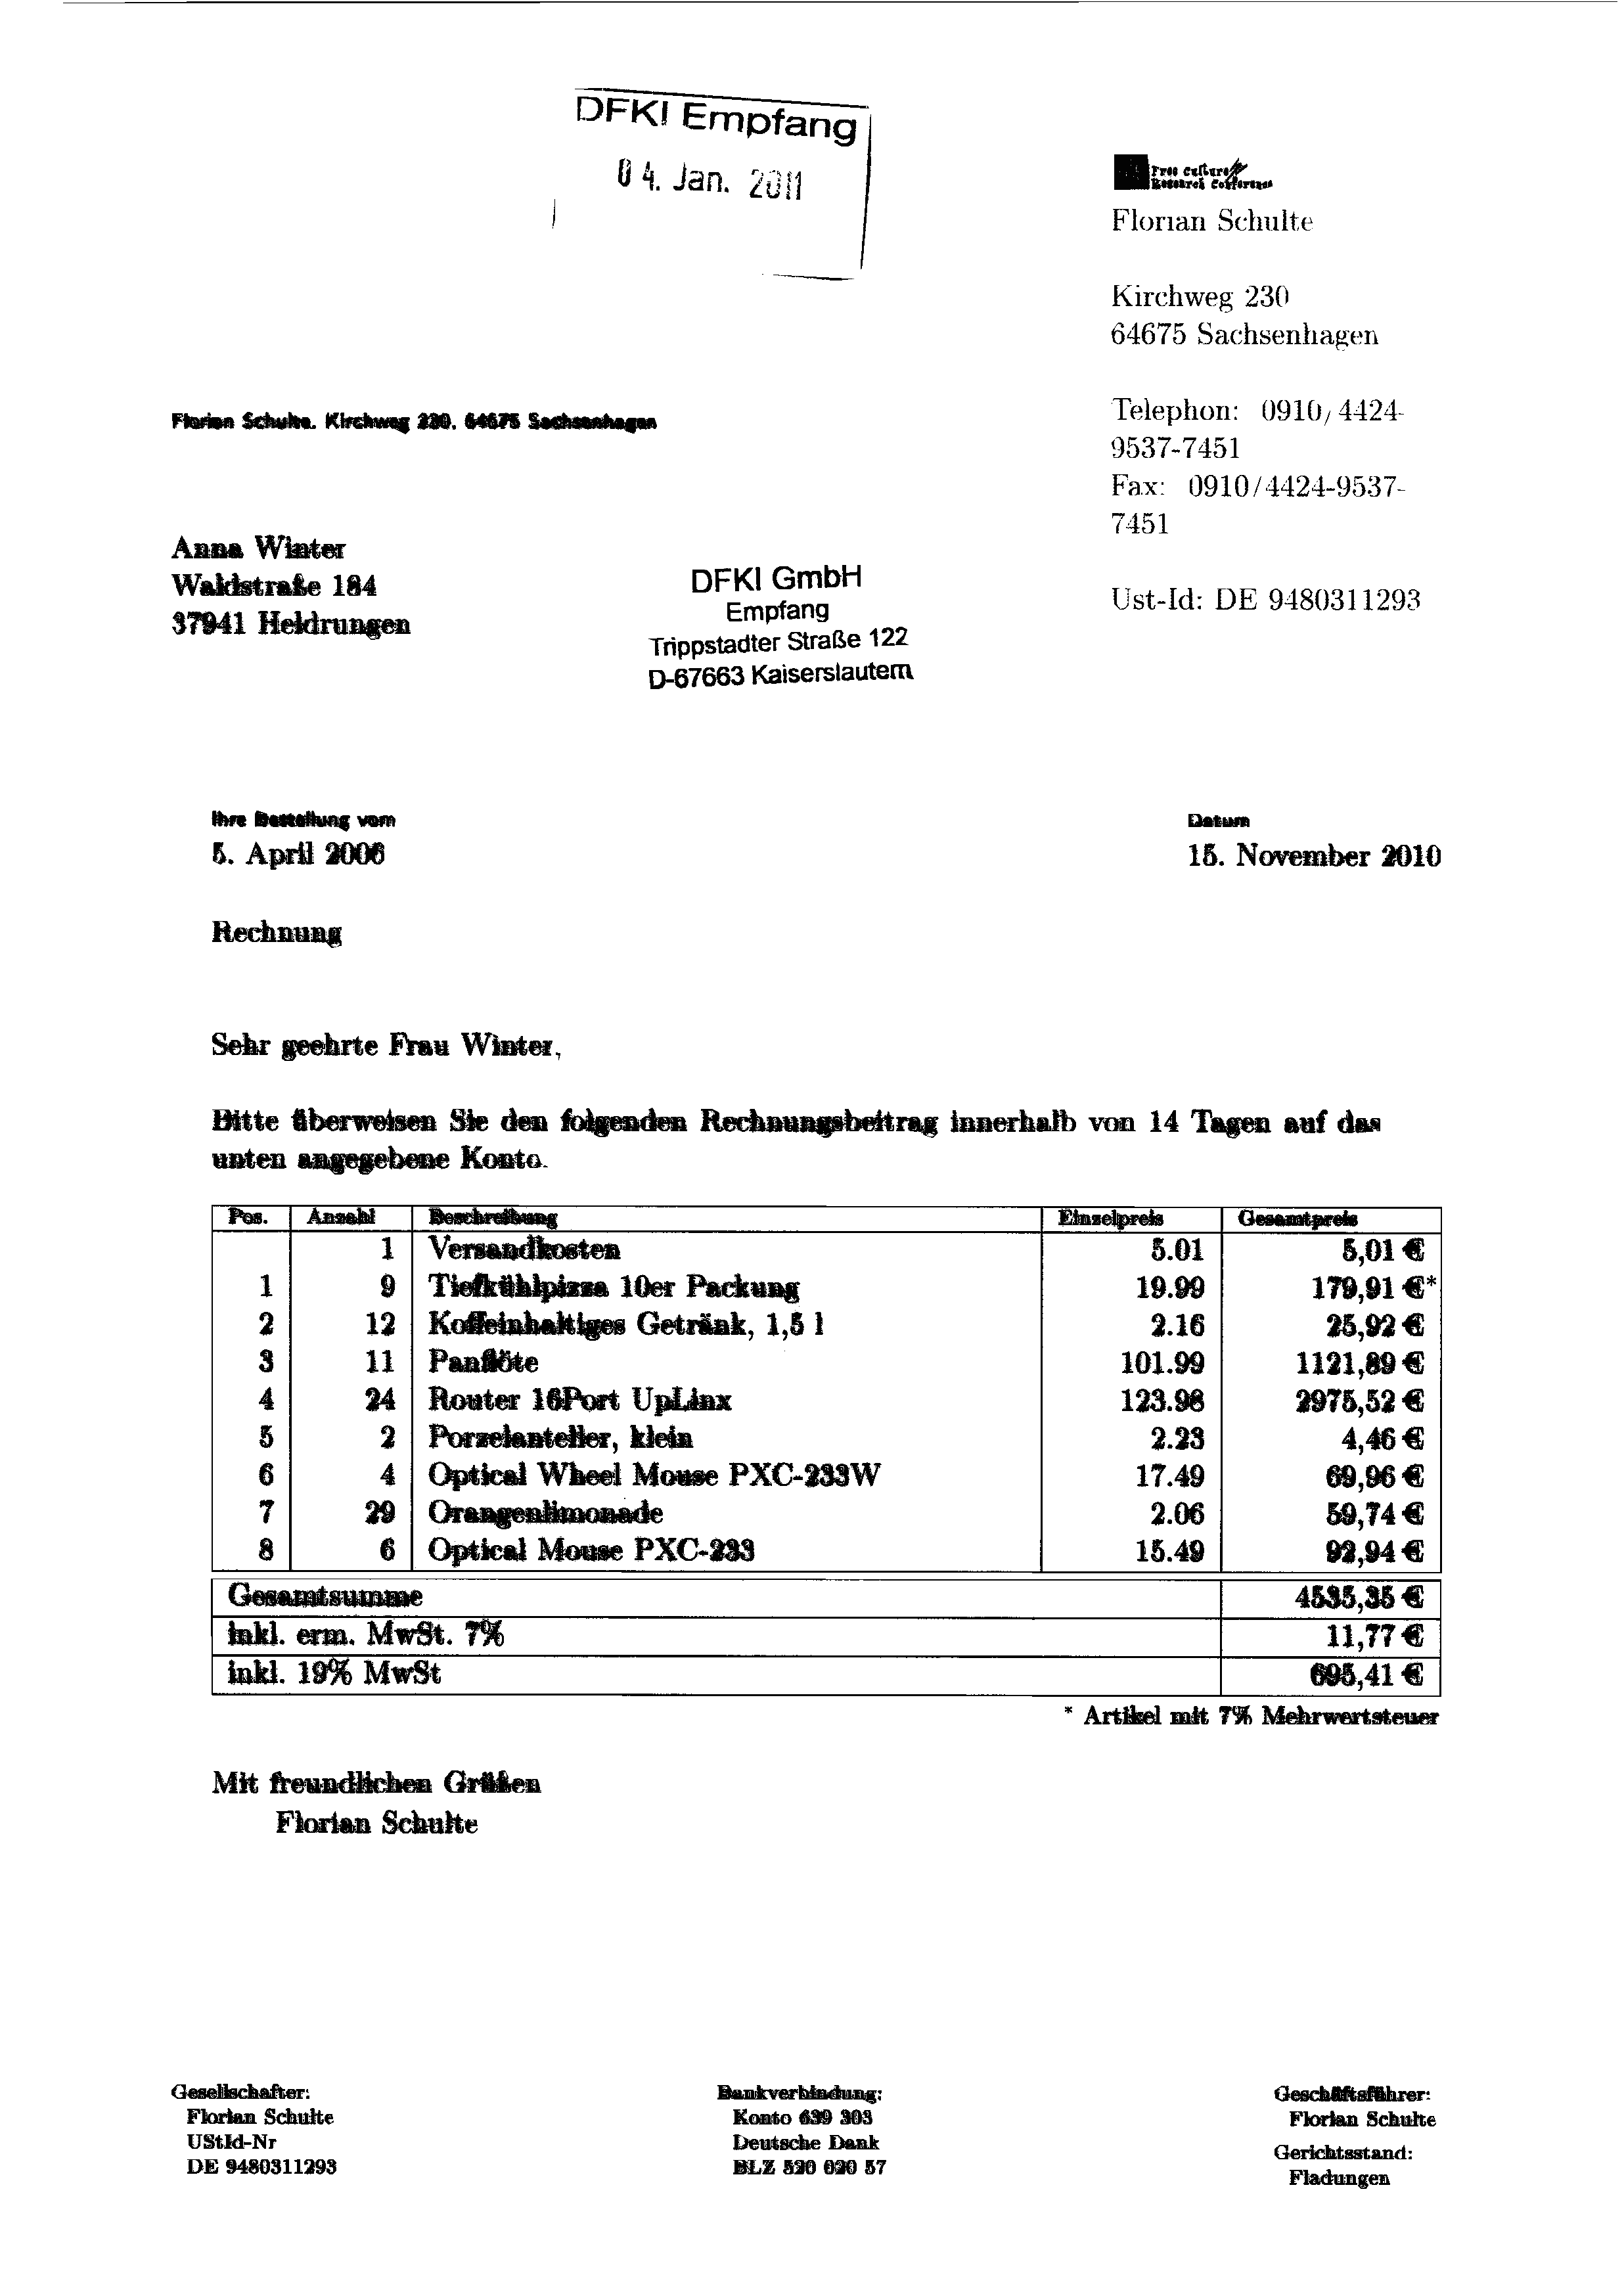 DFKI Empfang
04. Jan. 2011
Free Culture
Research Conference
Florian Schulte
Kirchweg 230
64675 Sachsenhagen
Florian Schulte, Kirchweg 230, 64675 Sachsenhagen
Telephon: 0910/4424-
9537-7451
Fax: 0910/4424-9537-
7451
Ust-Id: DE 9480311293
Anna Winter
Waldstraße 184
37941 Heldrungen
DFKI GmbH
Empfang
Trippstadter Straße 122
D-67663 Kaiserslautern
Ihre Bestellung vom
5. April 2006
Datum
15. November 2010
Rechnung
Sehr geehrte Frau Winter,
Bitte überweisen Sie den folgenden Rechnungsbeitrag innerhalb von 14 Tagen auf das
unten angegebene Konto.
Pos. Anzahl Beschreibung Einzelpreis Gesamtpreis
1 Versandkosten 5.01 5,01 €
1 9 Tiefkühlpizza 10er Packung 19.99 179,91 €*
2 12 Koffeinhaltiges Getränk, 1,5 l 2.16 25,92 €
3 11 Panflöte 101.99 1121,89 €
4 24 Router 16Port UpLinx 123.98 2975,52 €
5 2 Porzelanteller, klein 2.23 4,46 €
6 4 Optical Wheel Mouse PXC-233W 17.49 69,96 €
7 29 Orangenlimonade 2.06 59,74 €
8 6 Optical Mouse PXC-233 15.49 92,94 €
Gesamtsumme 4535,35 €
inkl. erm. MwSt. 7% 11,77 €
inkl. 19% MwSt 695,41 €
* Artikel mit 7% Mehrwertsteuer
Mit freundlichen Grüßen
Florian Schulte
Gesellschafter:
Florian Schulte
UStId-Nr
DE 9480311293
Bankverbindung:
Konto 639 303
Deutsche Bank
BLZ 520 020 57
Geschäftsführer:
Florian Schulte
Gerichtsstand:
Fladungen